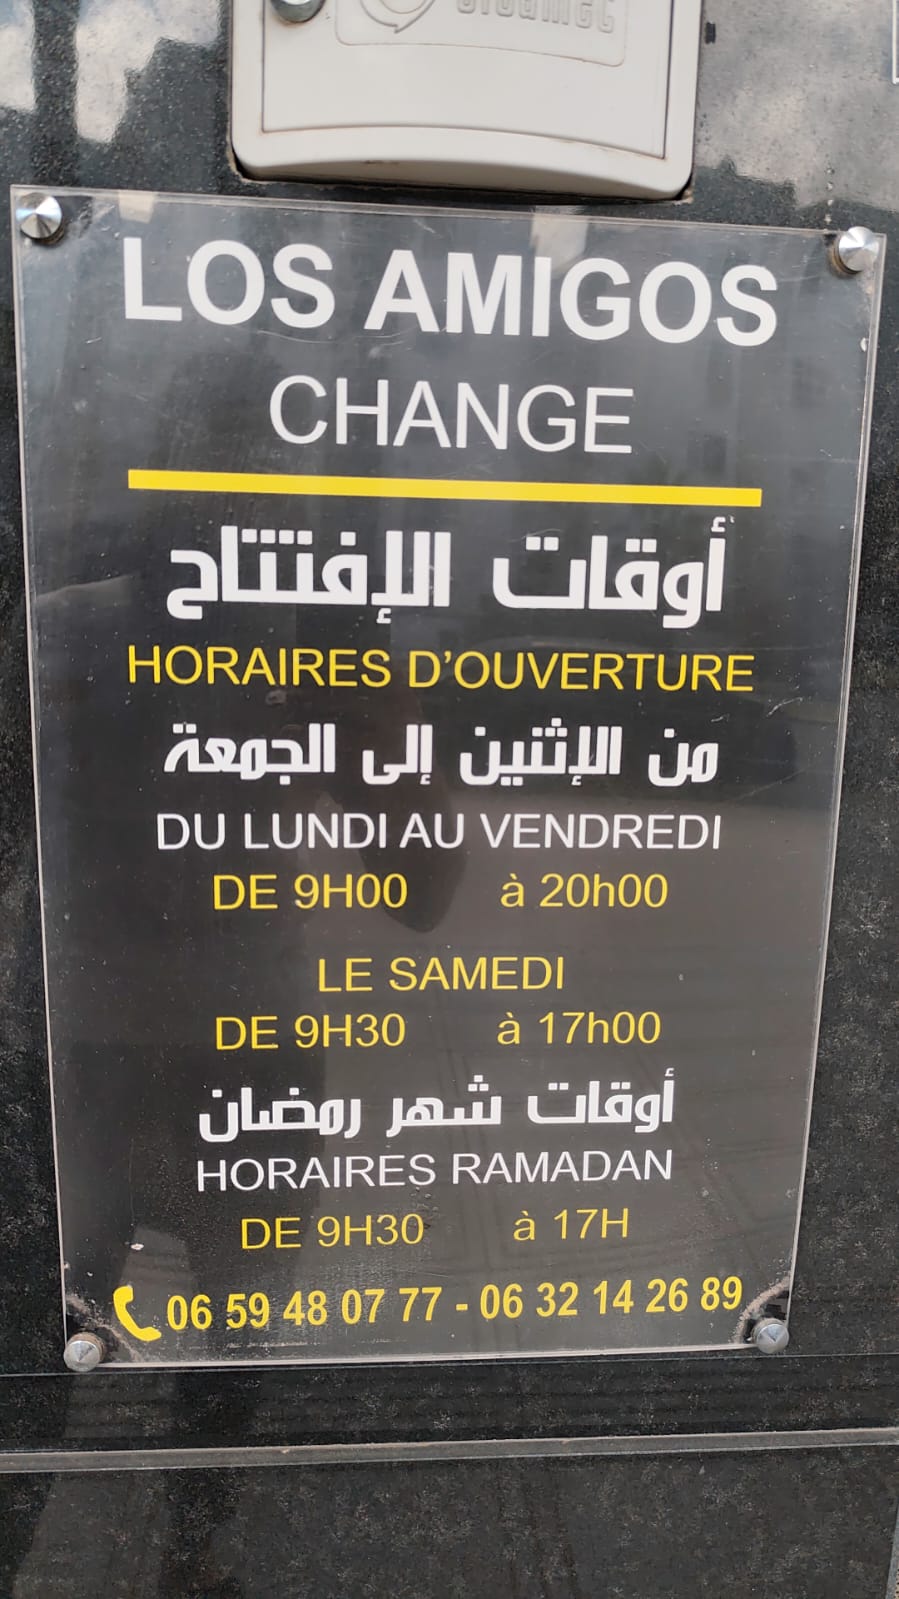 LOS AMIGOS
CHANGE
أوقات الإفتتاح
HORAIRES D'OUVERTURE
من الإثنين إلى الجمعة
DU LUNDI AU VENDREDI
DE 9H00 à 20h00
LE SAMEDI
DE 9H30 à 17h00
أوقات شهر رمضان
HORAIRES RAMADAN
DE 9H30 à 17H
06 59 48 07 77 - 06 32 14 26 89